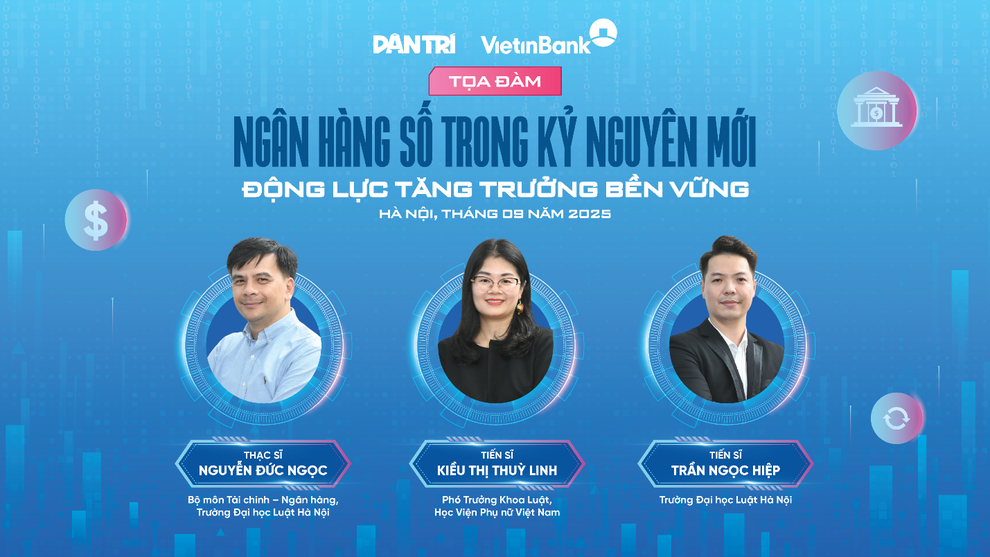 DÂN TRÍ VIETINBANK
TỌA ĐÀM
NGÂN HÀNG SỐ TRONG KỶ NGUYÊN MỚI
ĐỘNG LỰC TĂNG TRƯỞNG BỀN VỮNG
HÀ NỘI, THÁNG 09 NĂM 2025
$
$
THẠC SĨ
NGUYỄN ĐỨC NGỌC
Bộ môn Tài chính – Ngân hàng,
Trường Đại học Luật Hà Nội
TIẾN SĨ
KIỀU THỊ THUỲ LINH
Phó Trưởng Khoa Luật,
Học Viện Phụ nữ Việt Nam
TIẾN SĨ
TRẦN NGỌC HIỆP
Trường Đại học Luật Hà Nội